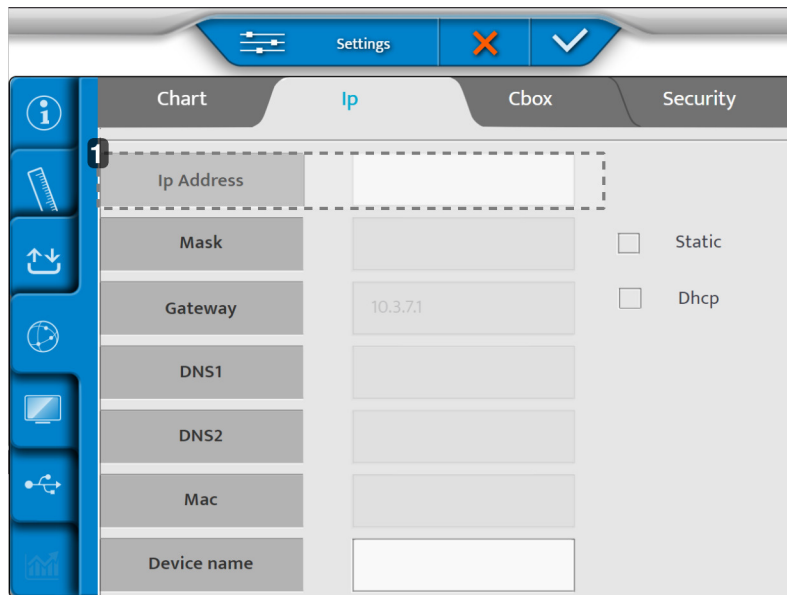 Settings
Chart Ip Cbox Security
1
Ip Address
Mask
Static
Gateway
10.3.7.1
Dhcp
DNS1
DNS2
Mac
Device name